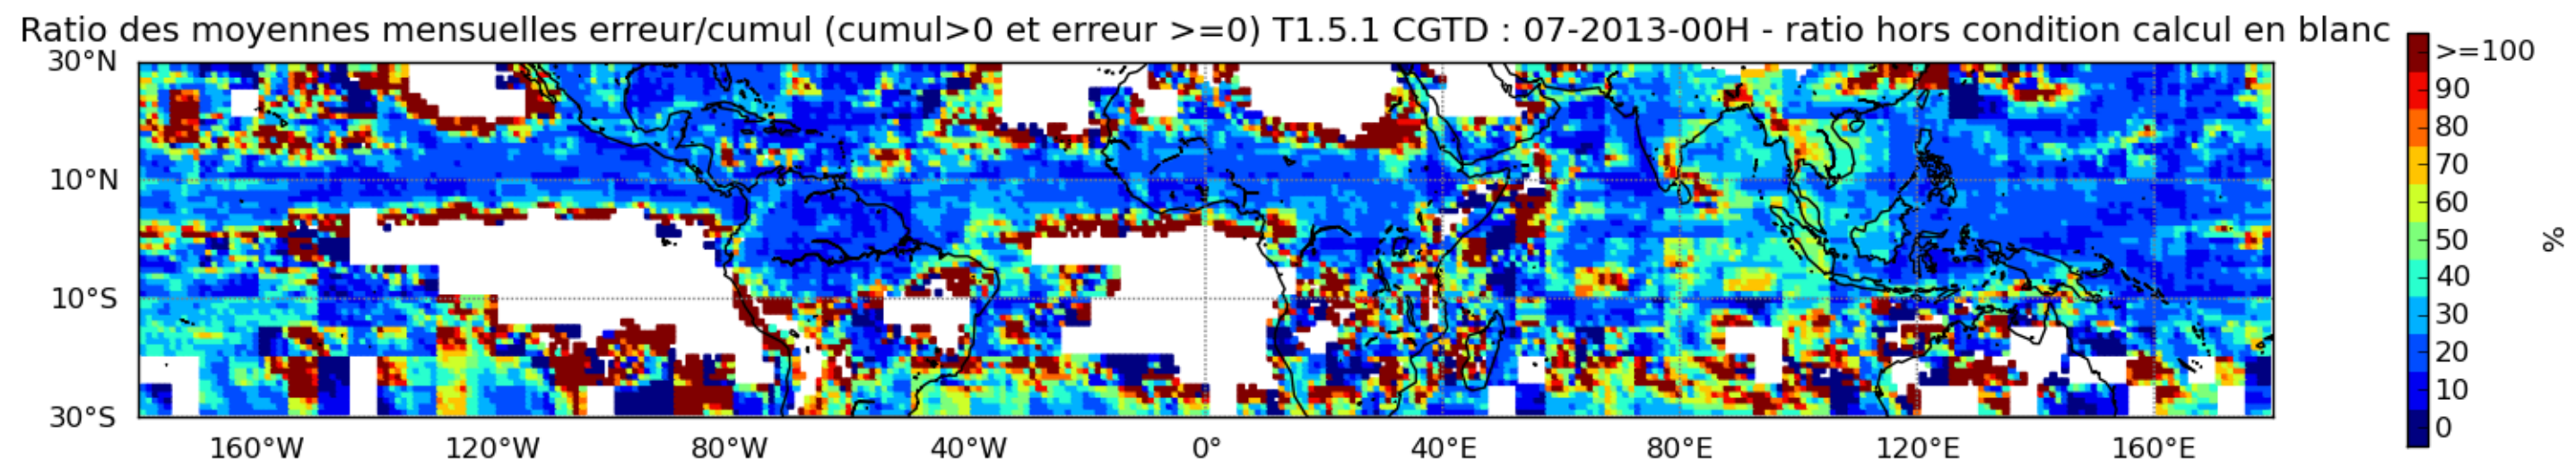 Ratio des moyennes mensuelles erreur/cumul (cumul>0 et erreur >=0) T1.5.1 CGTD : 07-2013-00H - ratio hors condition calcul en blanc
30°N
10°N
10°S
30°S
160°W 120°W 80°W 40°W 0° 40°E 80°E 120°E 160°E
>=100
90
80
70
60
50
40
30
20
10
0
%